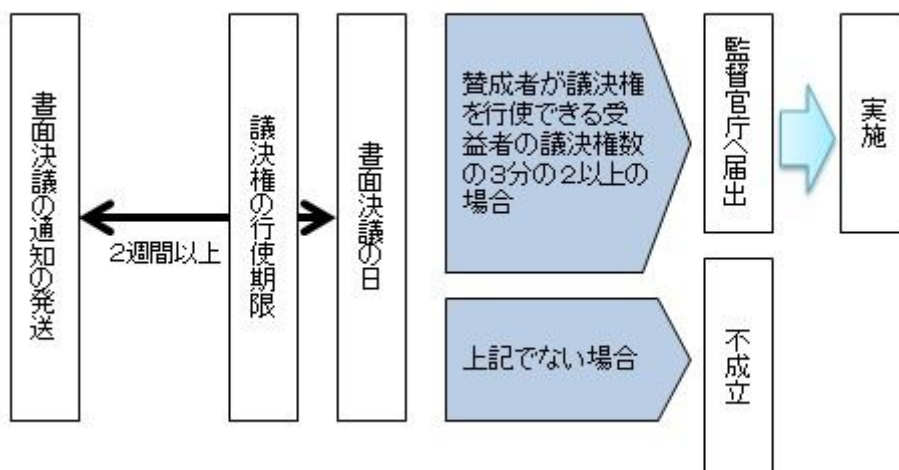 書面決議の通知の発送
2週間以上
議決権の行使期限
書面決議の日
賛成者が議決権
を行使できる受
益者の議決権数
の3分の2以上の
場合
監督官庁へ届出
実施
上記でない場合
不成立